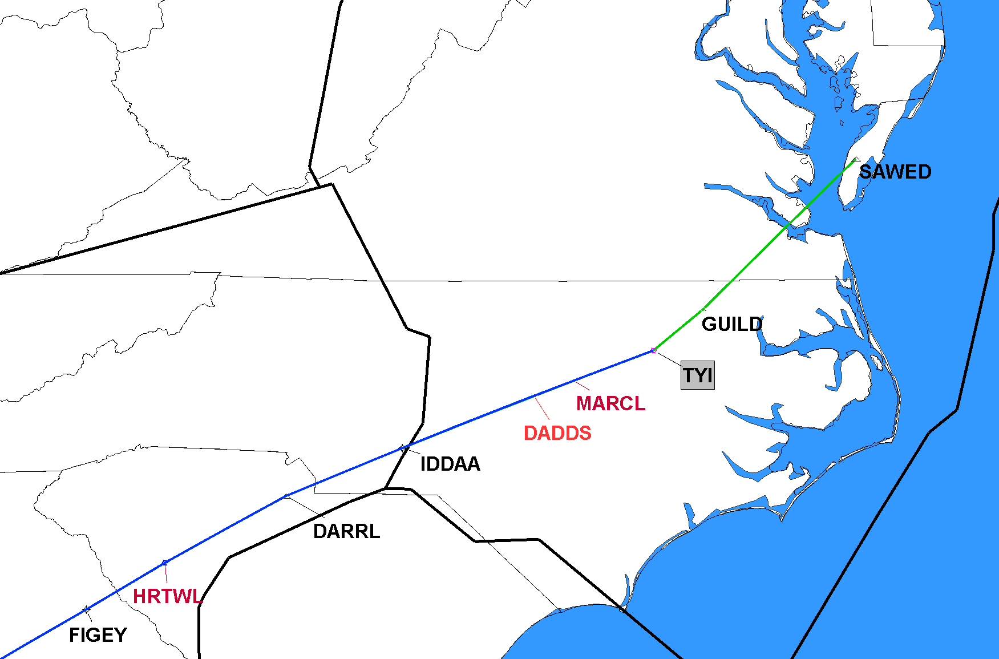 SAWED
GUILD
TYI
MARCL
DADDS
IDDAA
DARRL
HRTWL
FIGEY